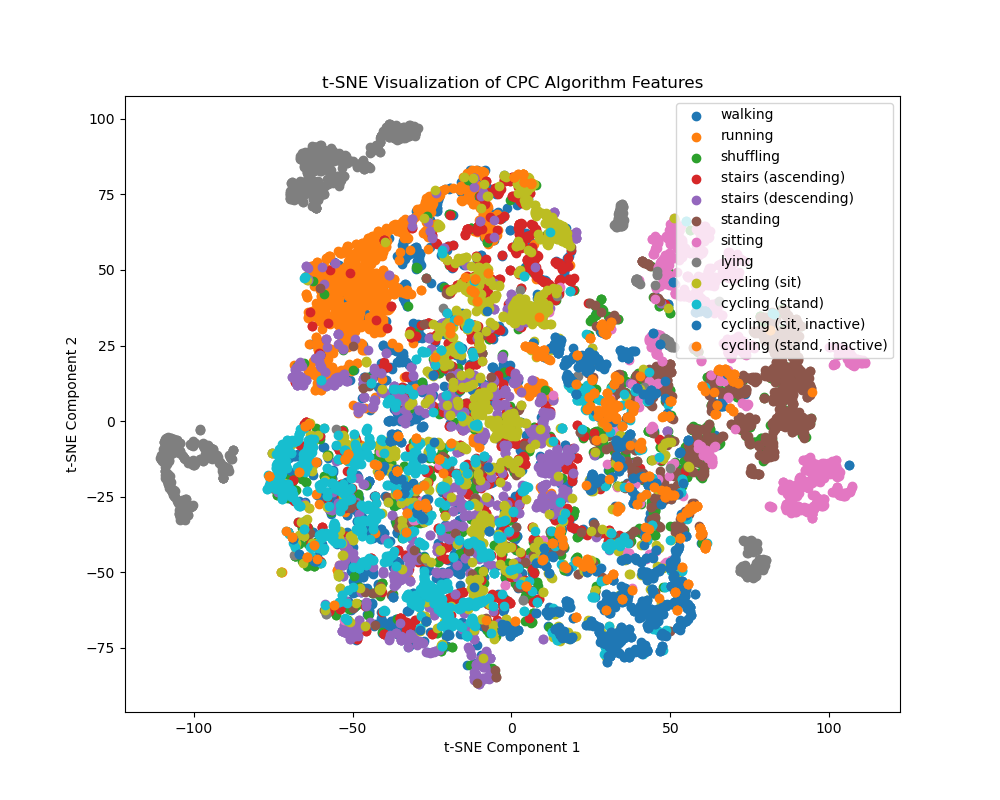 t-SNE Visualization of CPC Algorithm Features
walking
running
shuffling
stairs (ascending)
stairs (descending)
standing
sitting
lying
cycling (sit)
cycling (stand)
cycling (sit, inactive)
cycling (stand, inactive)
100
75
50
25
0
−25
−50
−75
t-SNE Component 2
−100
−50
0
50
100
t-SNE Component 1